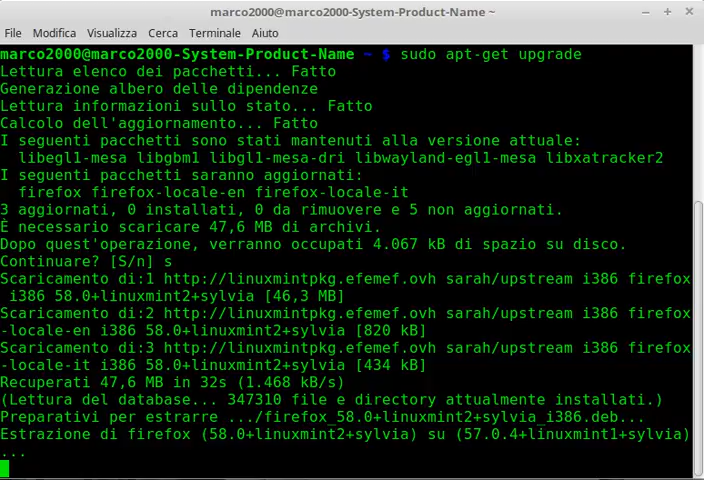 marco2000@marco2000-System-Product-Name ~
File Modifica Visualizza Cerca Terminale Aiuto
marco2000@marco2000-System-Product-Name ~ $ sudo apt-get upgrade
Lettura elenco dei pacchetti... Fatto
Generazione albero delle dipendenze
Lettura informazioni sullo stato... Fatto
Calcolo dell'aggiornamento... Fatto
I seguenti pacchetti sono stati mantenuti alla versione attuale:
  libegl1-mesa libgbm1 libgl1-mesa-dri libwayland-egl1-mesa libxatracker2
I seguenti pacchetti saranno aggiornati:
  firefox firefox-locale-en firefox-locale-it
3 aggiornati, 0 installati, 0 da rimuovere e 5 non aggiornati.
È necessario scaricare 47,6 MB di archivi.
Dopo quest'operazione, verranno occupati 4.067 kB di spazio su disco.
Continuare? [S/n] s
Scaricamento di:1 http://linuxmintpkg.efemef.ovh sarah/upstream i386 firefox
 i386 58.0+linuxmint2+sylvia [46,3 MB]
Scaricamento di:2 http://linuxmintpkg.efemef.ovh sarah/upstream i386 firefox
-locale-en i386 58.0+linuxmint2+sylvia [820 kB]
Scaricamento di:3 http://linuxmintpkg.efemef.ovh sarah/upstream i386 firefox
-locale-it i386 58.0+linuxmint2+sylvia [434 kB]
Recuperati 47,6 MB in 32s (1.468 kB/s)
(Lettura del database... 347310 file e directory attualmente installati.)
Preparativi per estrarre .../firefox_58.0+linuxmint2+sylvia_i386.deb...
Estrazione di firefox (58.0+linuxmint2+sylvia) su (57.0.4+linuxmint1+sylvia)
...